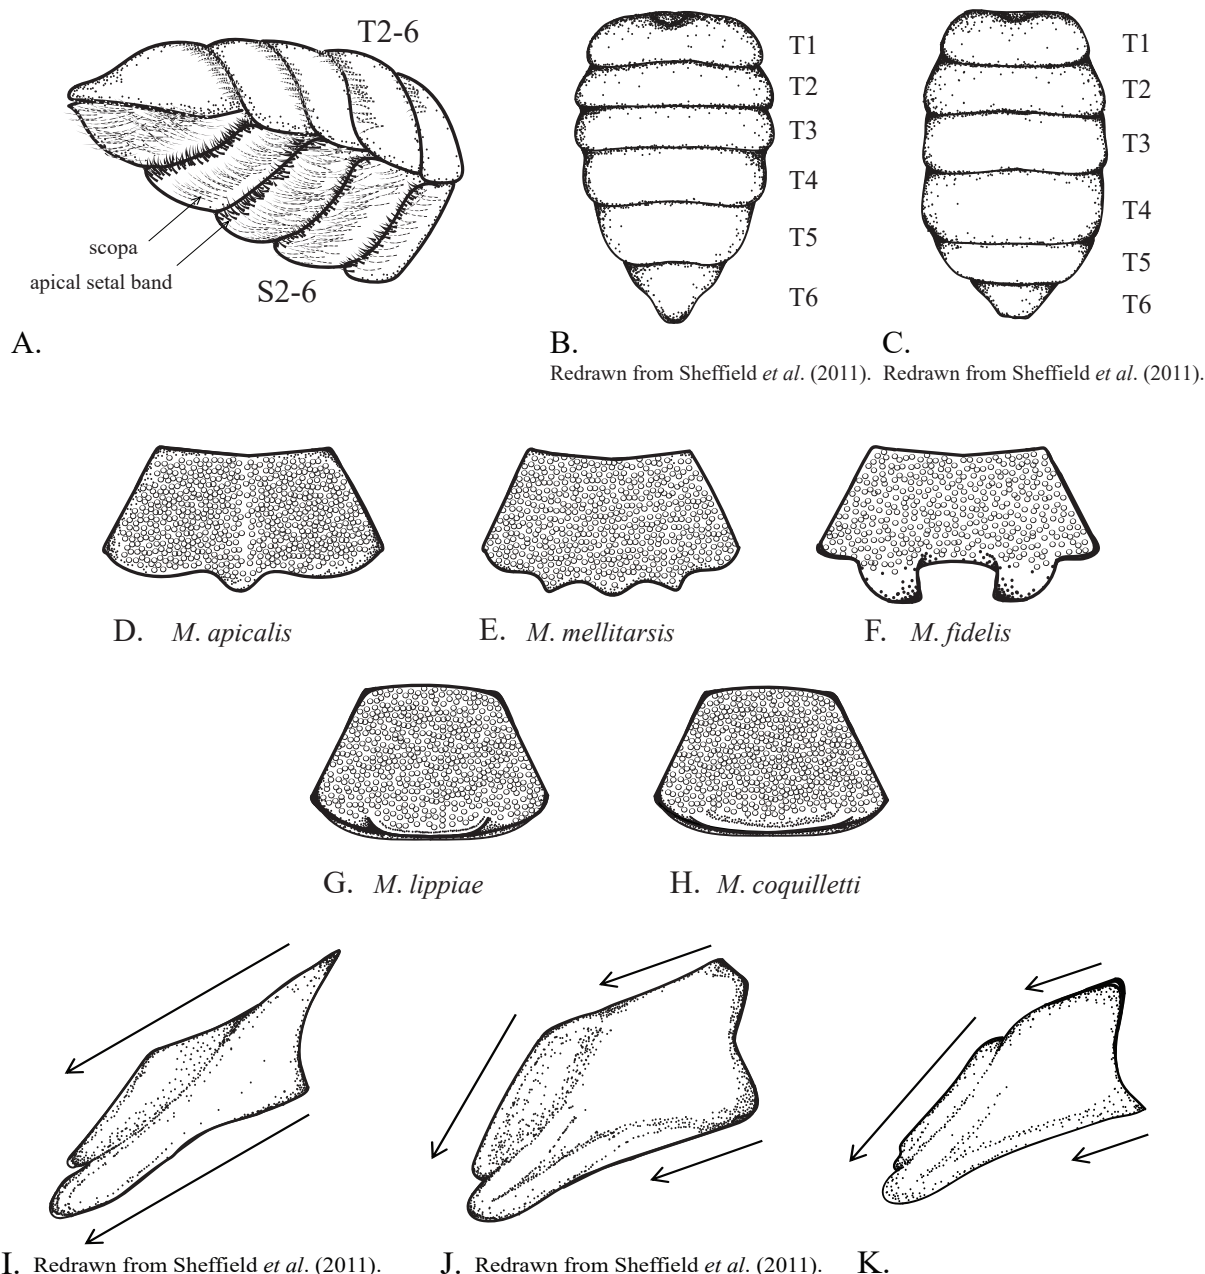 T2-6
scopa
apical setal band
S2-6
A.
T1
T2
T3
T4
T5
T6
B.
Redrawn from Sheffield et al. (2011).
T1
T2
T3
T4
T5
T6
C.
Redrawn from Sheffield et al. (2011).
D. M. apicalis
E. M. mellitarsis
F. M. fidelis
G. M. lippiae
H. M. coquilletti
I. Redrawn from Sheffield et al. (2011).
J. Redrawn from Sheffield et al. (2011).
K.